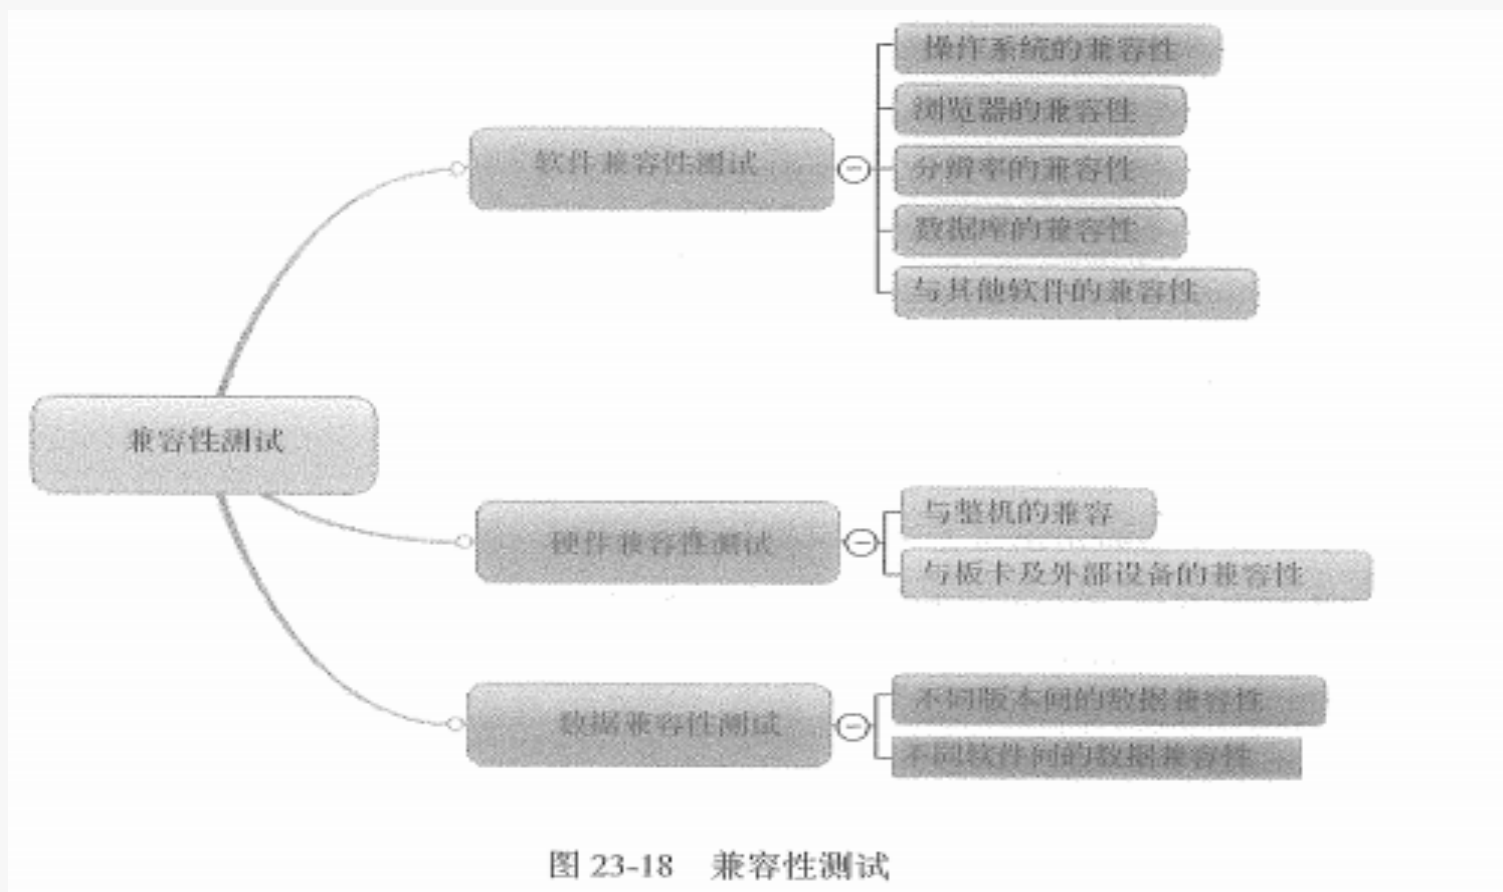 操作系统的兼容性
浏览器的兼容性
软件兼容性测试
分辨率的兼容性
数据库的兼容性
与其他软件的兼容性
兼容性测试
与整机的兼容
硬件兼容性测试
与板卡及外部设备的兼容性
不同版本间的数据兼容性
数据兼容性测试
不同软件间的数据兼容性
图 23-18 兼容性测试